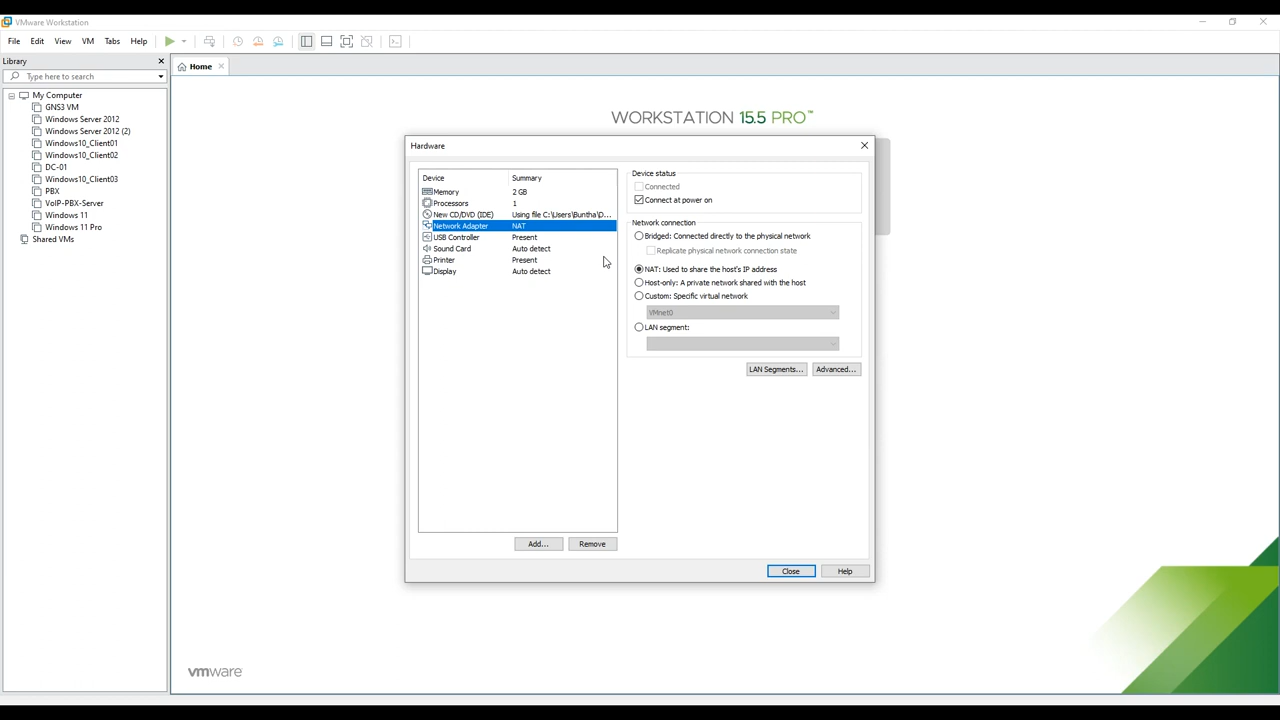 VMware Workstation
File Edit View VM Tabs Help
Library
Type here to search
My Computer
GNS3 VM
Windows Server 2012
Windows Server 2012 (2)
Windows10_Client01
Windows10_Client02
DC-01
Windows10_Client03
PBX
VoIP-PBX-Server
Windows 11
Windows 11 Pro
Shared VMs
Home
WORKSTATION 15.5 PRO™
Hardware
Device Summary
Memory 2 GB
Processors 1
New CD/DVD (IDE) Using file C:\Users\Buntha\D...
Network Adapter NAT
USB Controller Present
Sound Card Auto detect
Printer Present
Display Auto detect
Add... Remove
Device status
Connected
Connect at power on
Network connection
Bridged: Connected directly to the physical network
Replicate physical network connection state
NAT: Used to share the host's IP address
Host-only: A private network shared with the host
Custom: Specific virtual network
VMnet0
LAN segment:
LAN Segments... Advanced...
Close Help
vmware